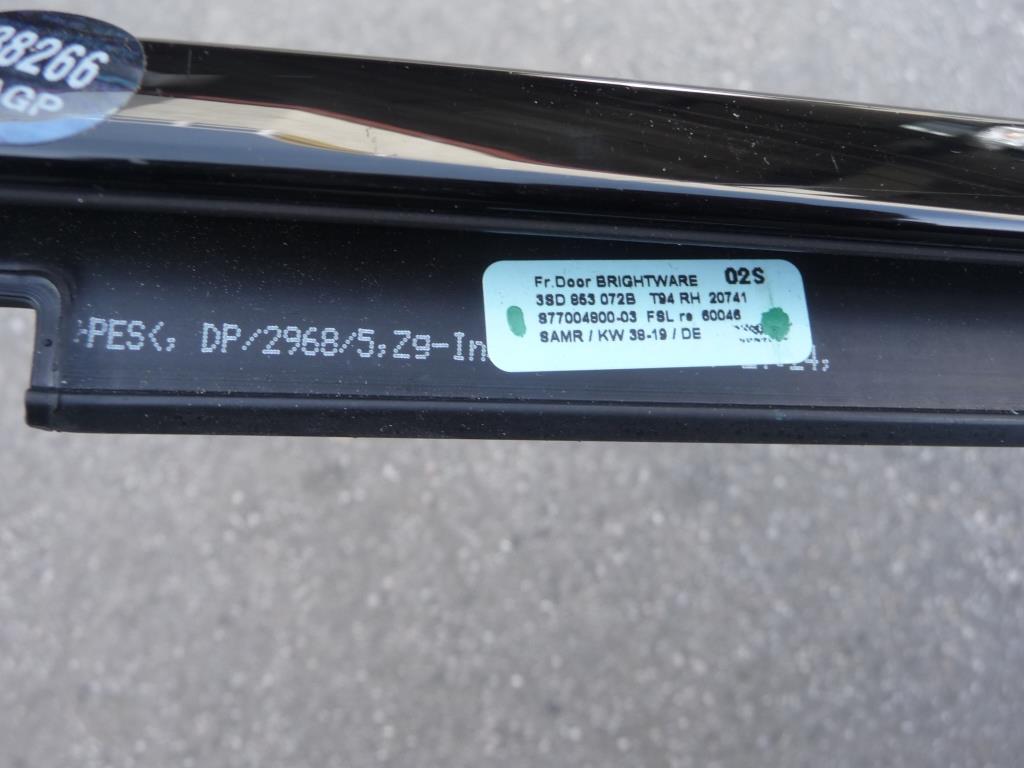 38266
AGP
Fr.Door BRIGHTWARE 02S
3SD 853 072B T94 RH 20741
977004800-03 FSL re 60046
SAMR / KW 38-19 / DE
>PES<, DP/2968/5,Zg-In